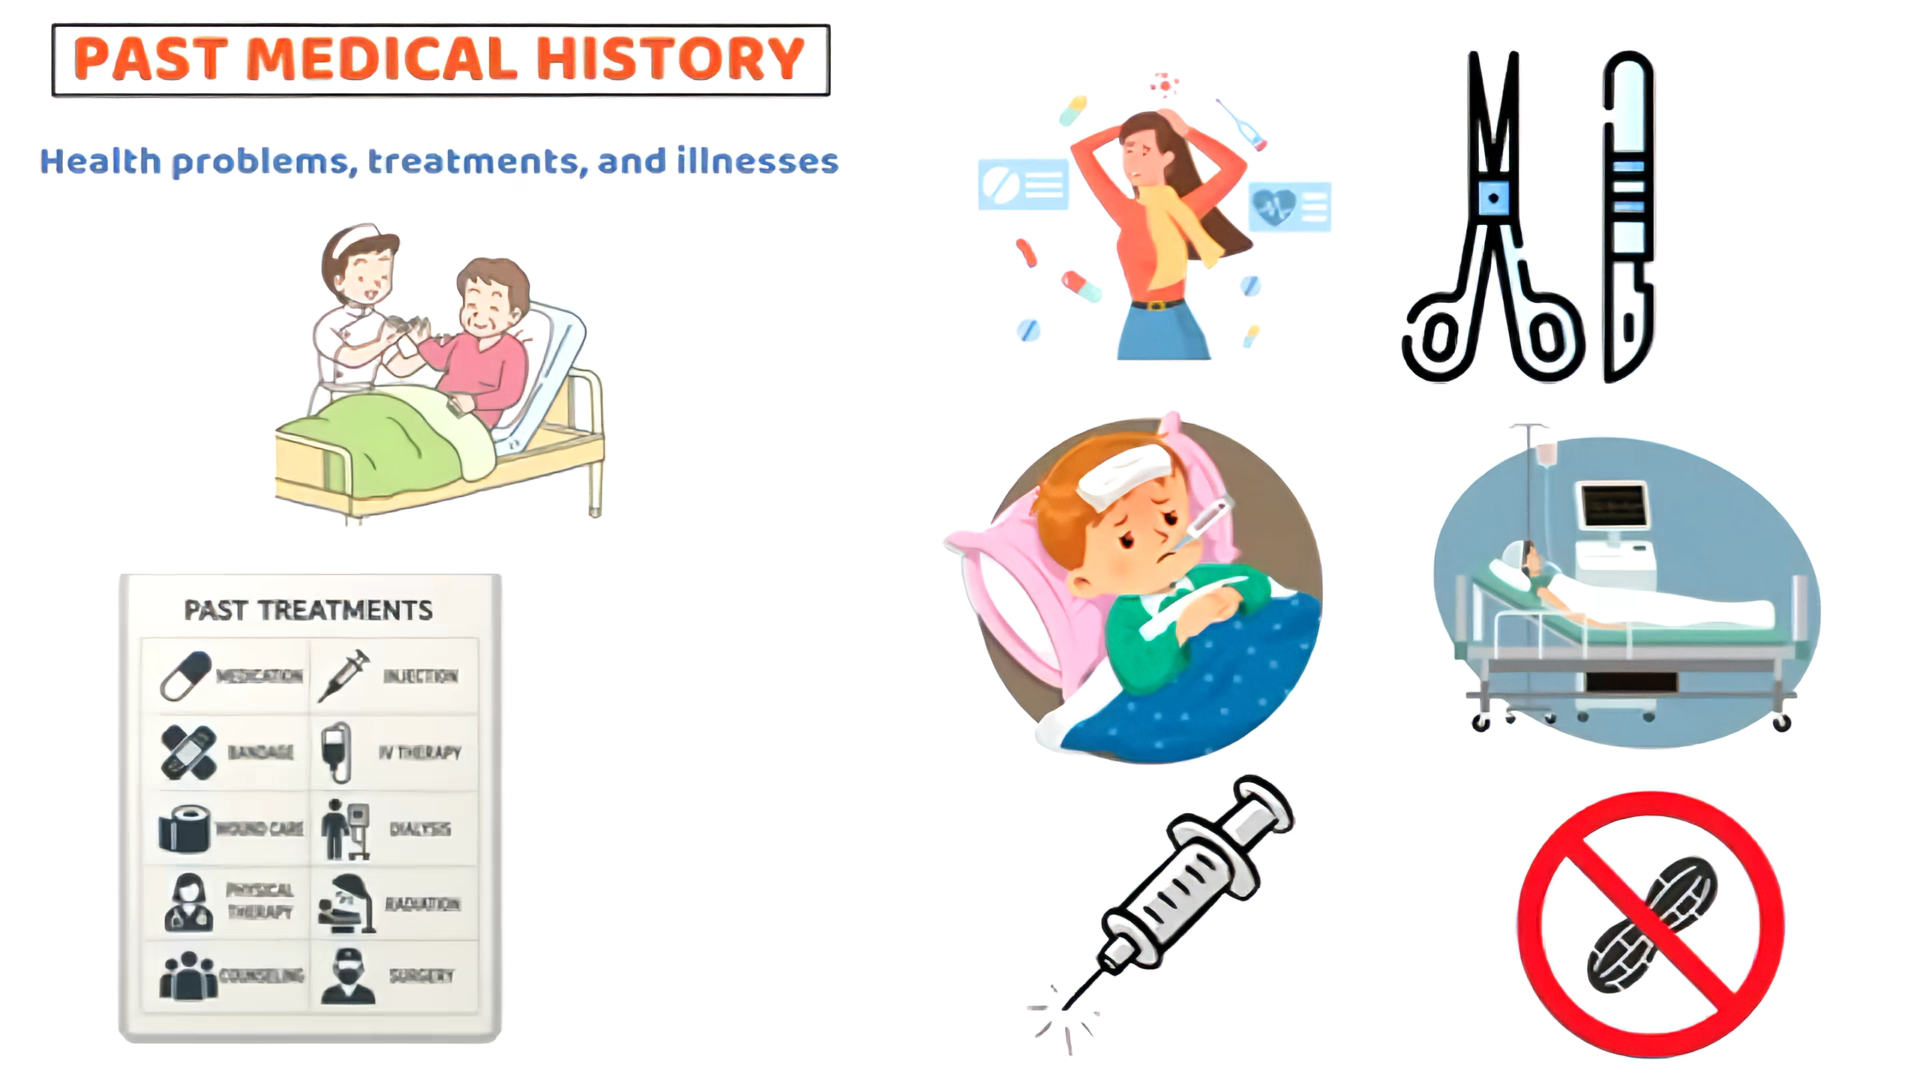 PAST MEDICAL HISTORY
Health problems, treatments, and illnesses
PAST TREATMENTS
MEDICATION
INJECTION
BANDAGE
IV THERAPY
WOUND CARE
DIALYSIS
PHYSICAL
THERAPY
RADIATION
COUNSELING
SURGERY